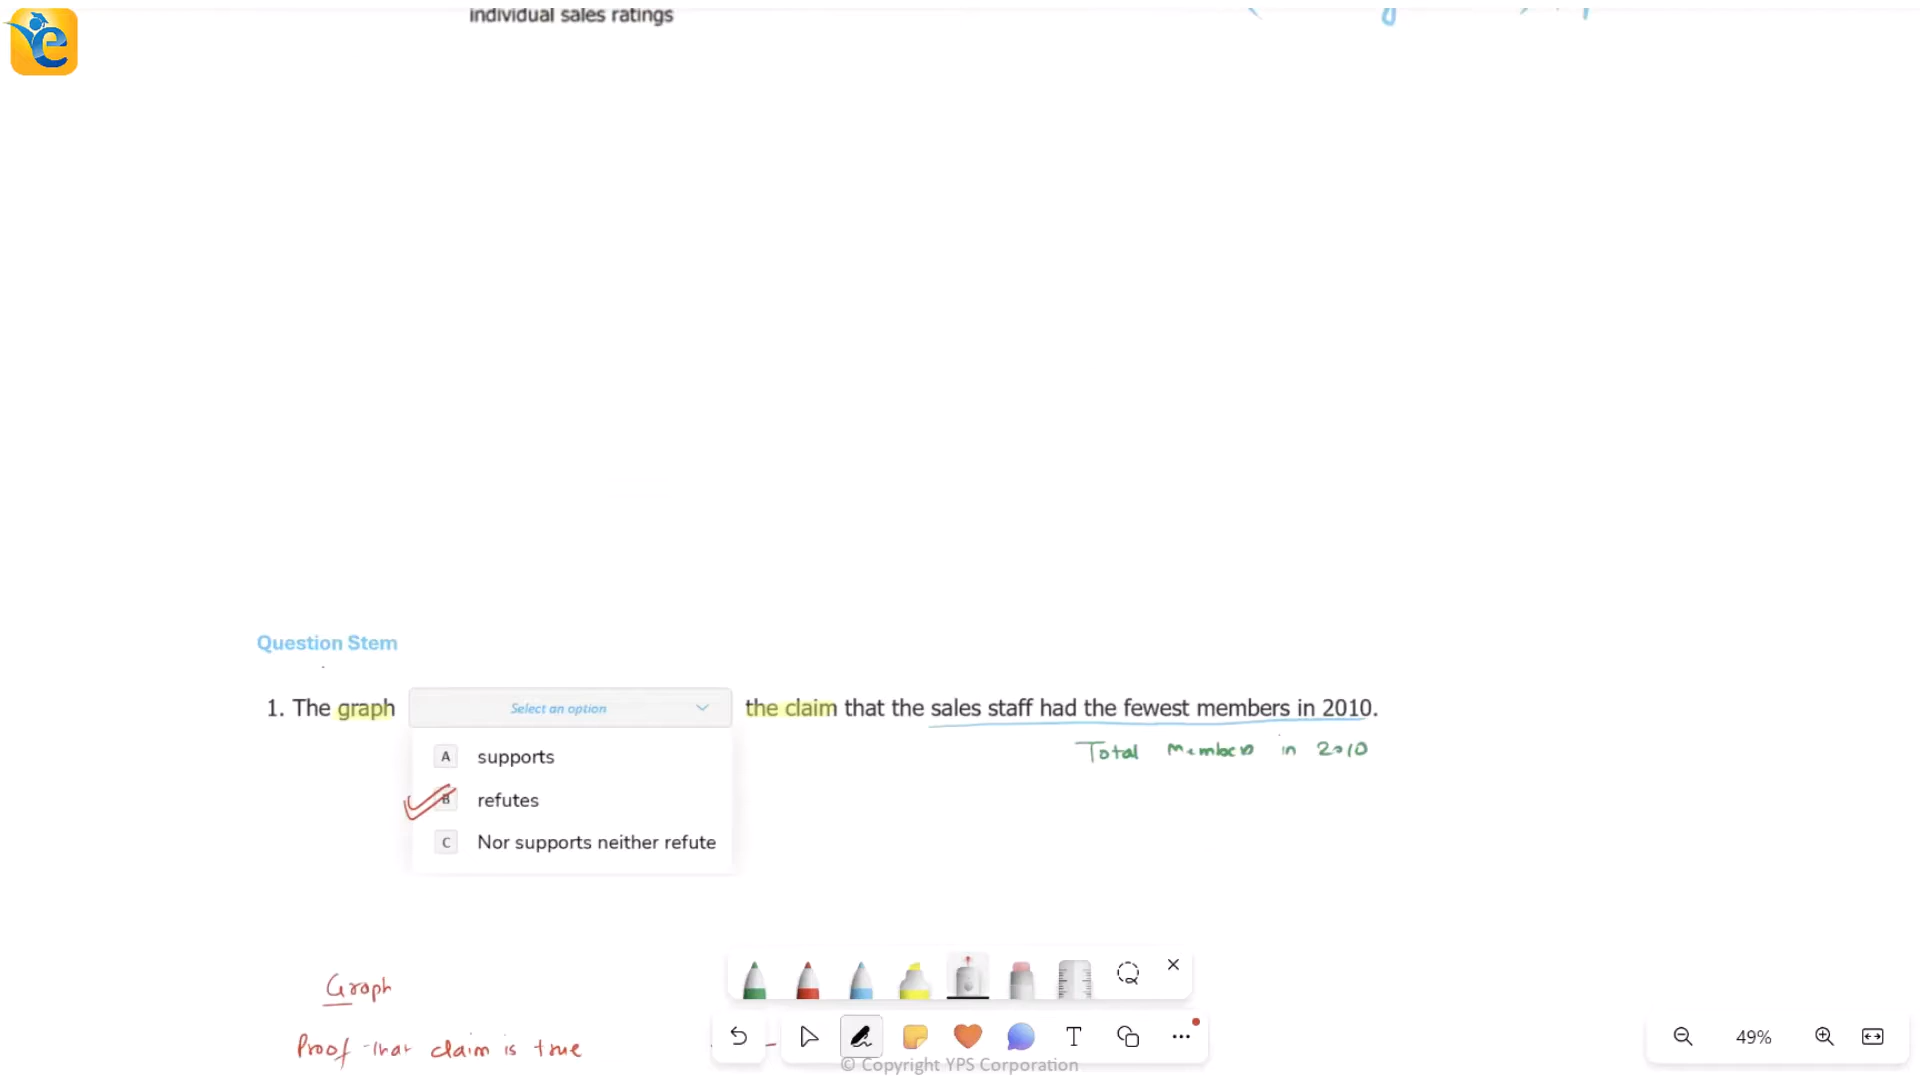 individual sales ratings
Question Stem
1. The graph Select an option the claim that the sales staff had the fewest members in 2010.
Total Members in 2010
A supports
B refutes
C Nor supports neither refute
Graph
Proof that claim is true
T
49%
© Copyright YPS Corporation